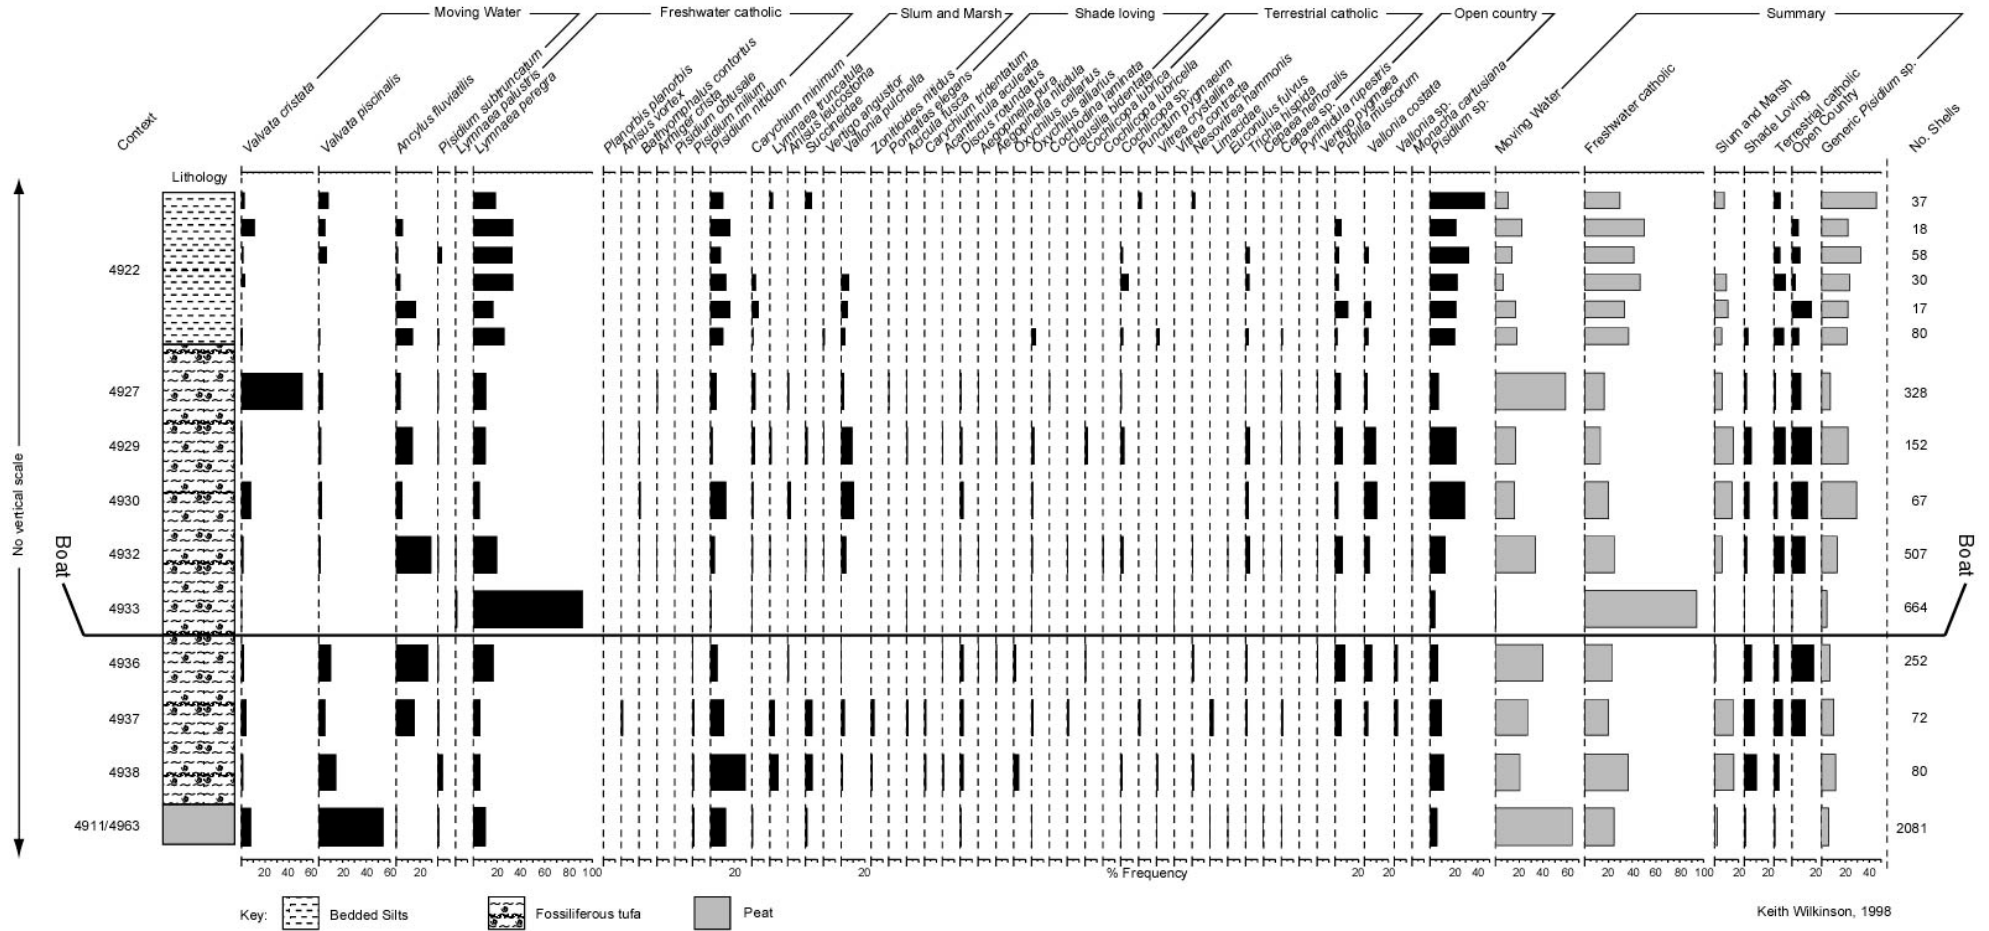 Moving Water
Freshwater catholic
Slum and Marsh
Shade loving
Terrestrial catholic
Open country
Summary
Context
Valvata cristata
Valvata piscinalis
Ancylus fluviatilis
Pisidium subtruncatum
Lymnaea palustris
Lymnaea peregra
Planorbis planorbis
Anisus vortex
Bathyomphalus contortus
Armiger crista
Pisidium obtusale
Pisidium milium
Pisidium nitidum
Carychium minimum
Lymnaea truncatula
Anisus leucostoma
Succineidae
Vertigo angustior
Vallonia pulchella
Zonitoides nitidus
Pomatias elegans
Acicula fusca
Carychium tridentatum
Acanthinula aculeata
Discus rotundatus
Aegopinella pura
Aegopinella nitidula
Oxychilus cellarius
Oxychilus alliarius
Cochlodina laminata
Clausilia bidentata
Cochlicopa lubrica
Cochlicopa lubricella
Cochlicopa sp.
Punctum pygmaeum
Vitrea crystallina
Vitrea contracta
Nesovitrea hammonis
Limacidae
Euconulus fulvus
Trichia hispida
Cepaea nemoralis
Cepaea sp.
Pyrimidula rupestris
Vertigo pygmaea
Pupilla muscorum
Vallonia costata
Vallonia sp.
Monacha cartusiana
Pisidium sp.
Moving Water
Freshwater catholic
Slum and Marsh
Shade Loving
Terrestrial catholic
Open Country
Generic Pisidium sp.
No. Shells
Lithology
No vertical scale
Boat
Boat
37
18
58
4922
30
17
80
4927 328
4929 152
4930 67
4932 507
4933 664
4936 252
4937 72
4938 80
4911/4963 2081
20 40 60 20 40 60 20 20 40 60 80 100 20 20 % Frequency 20 20 20 40 20 40 60 20 40 60 80 100 20 20 20 40
Key: Bedded Silts Fossiliferous tufa Peat
Keith Wilkinson, 1998